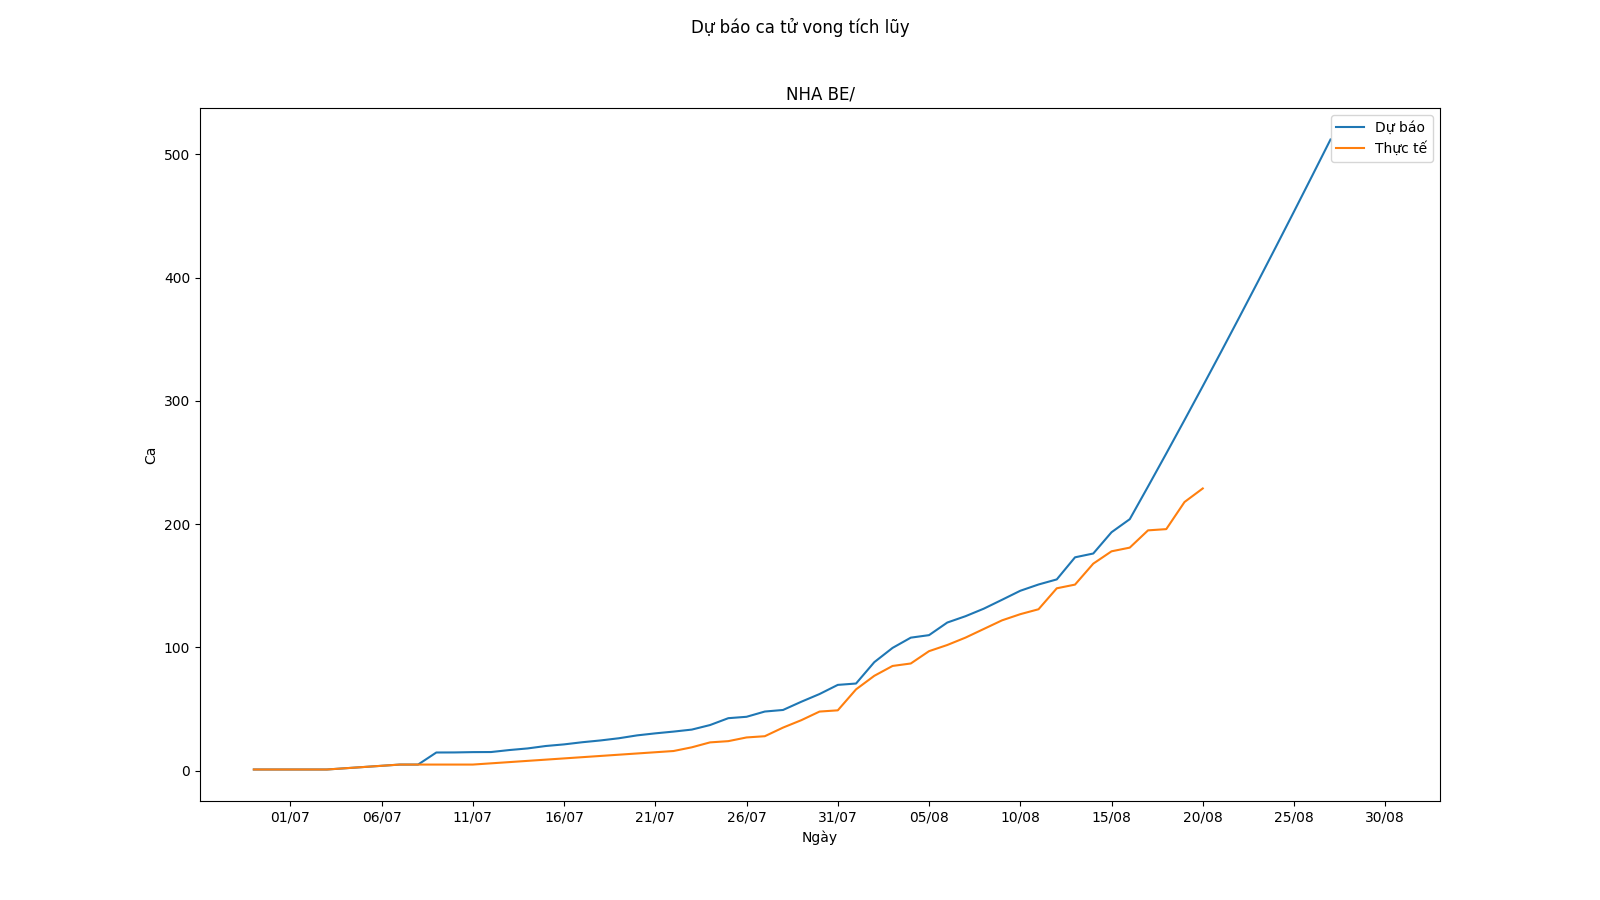 Dự báo ca tử vong tích lũy
NHA BE/
Dự báo
Thực tế
500
400
300
200
100
0
Ca
01/07 06/07 11/07 16/07 21/07 26/07 31/07 05/08 10/08 15/08 20/08 25/08 30/08
Ngày